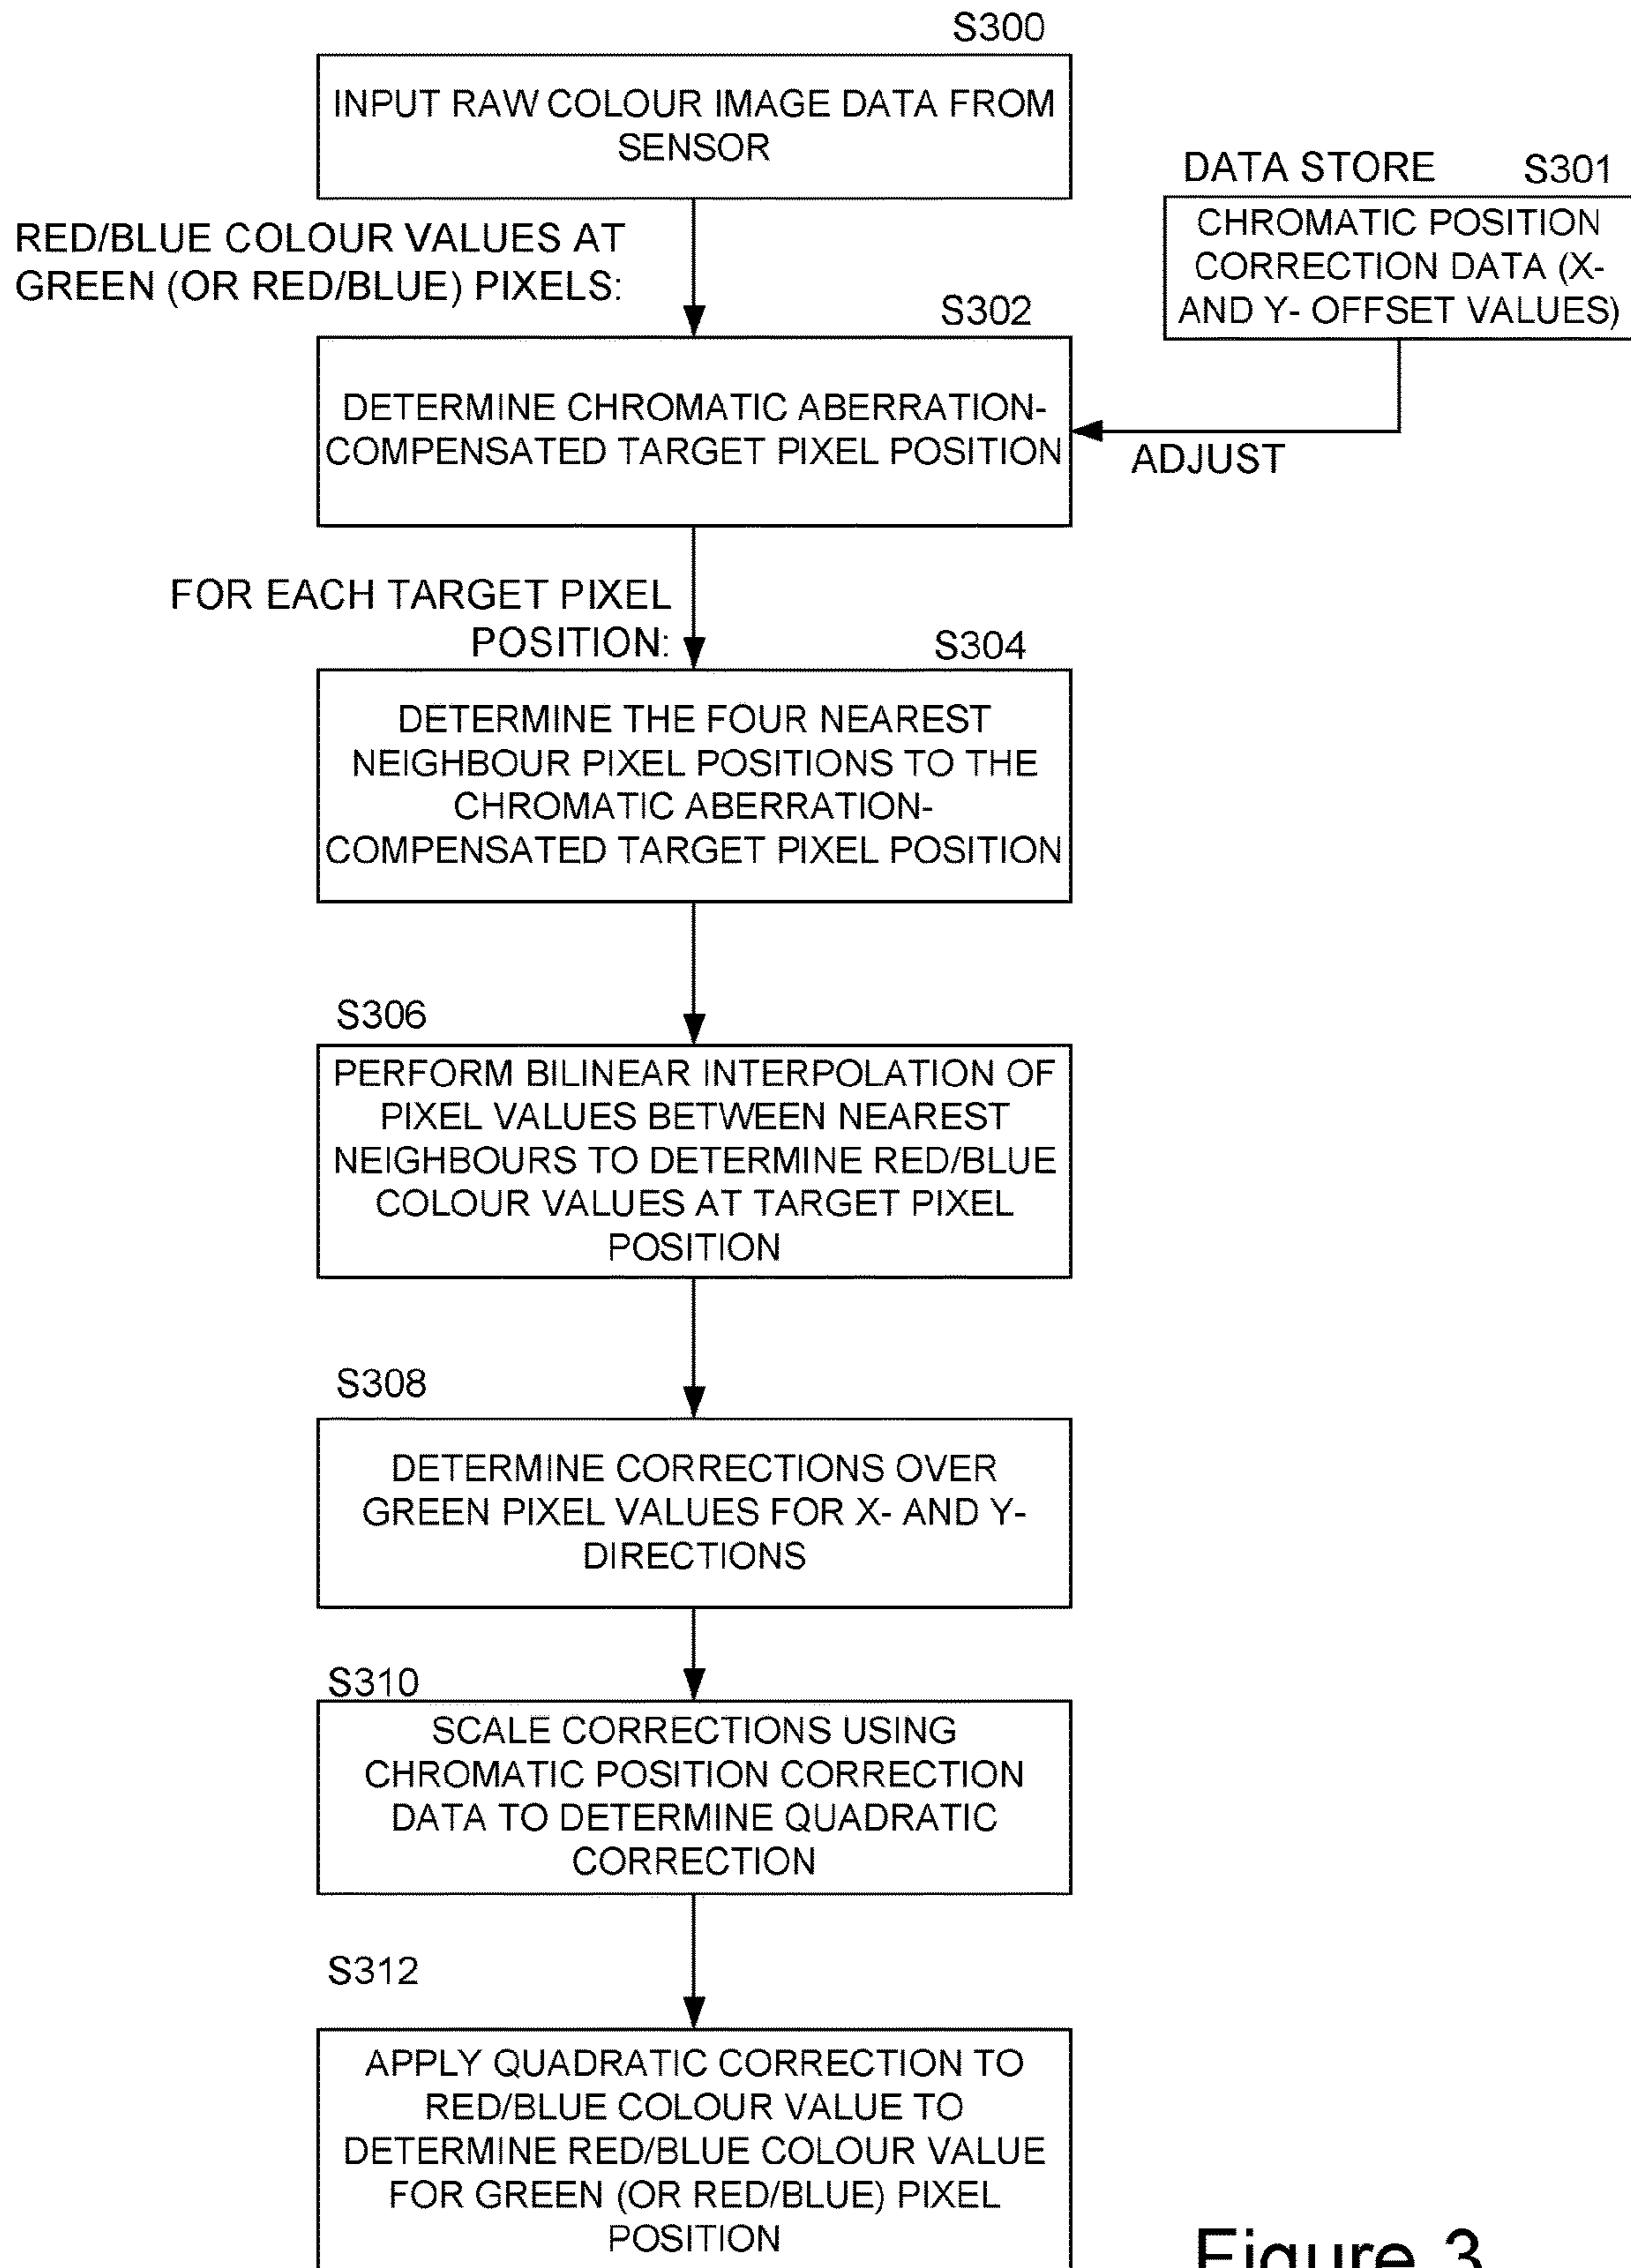 S300
INPUT RAW COLOUR IMAGE DATA FROM
SENSOR
DATA STORE
S301
CHROMATIC POSITION
CORRECTION DATA (X-
AND Y- OFFSET VALUES)
RED/BLUE COLOUR VALUES AT
GREEN (OR RED/BLUE) PIXELS:
S302
DETERMINE CHROMATIC ABERRATION-
COMPENSATED TARGET PIXEL POSITION
ADJUST
FOR EACH TARGET PIXEL
POSITION:
S304
DETERMINE THE FOUR NEAREST
NEIGHBOUR PIXEL POSITIONS TO THE
CHROMATIC ABERRATION-
COMPENSATED TARGET PIXEL POSITION
S306
PERFORM BILINEAR INTERPOLATION OF
PIXEL VALUES BETWEEN NEAREST
NEIGHBOURS TO DETERMINE RED/BLUE
COLOUR VALUES AT TARGET PIXEL
POSITION
S308
DETERMINE CORRECTIONS OVER
GREEN PIXEL VALUES FOR X- AND Y-
DIRECTIONS
S310
SCALE CORRECTIONS USING
CHROMATIC POSITION CORRECTION
DATA TO DETERMINE QUADRATIC
CORRECTION
S312
APPLY QUADRATIC CORRECTION TO
RED/BLUE COLOUR VALUE TO
DETERMINE RED/BLUE COLOUR VALUE
FOR GREEN (OR RED/BLUE) PIXEL
POSITION
Figure 3